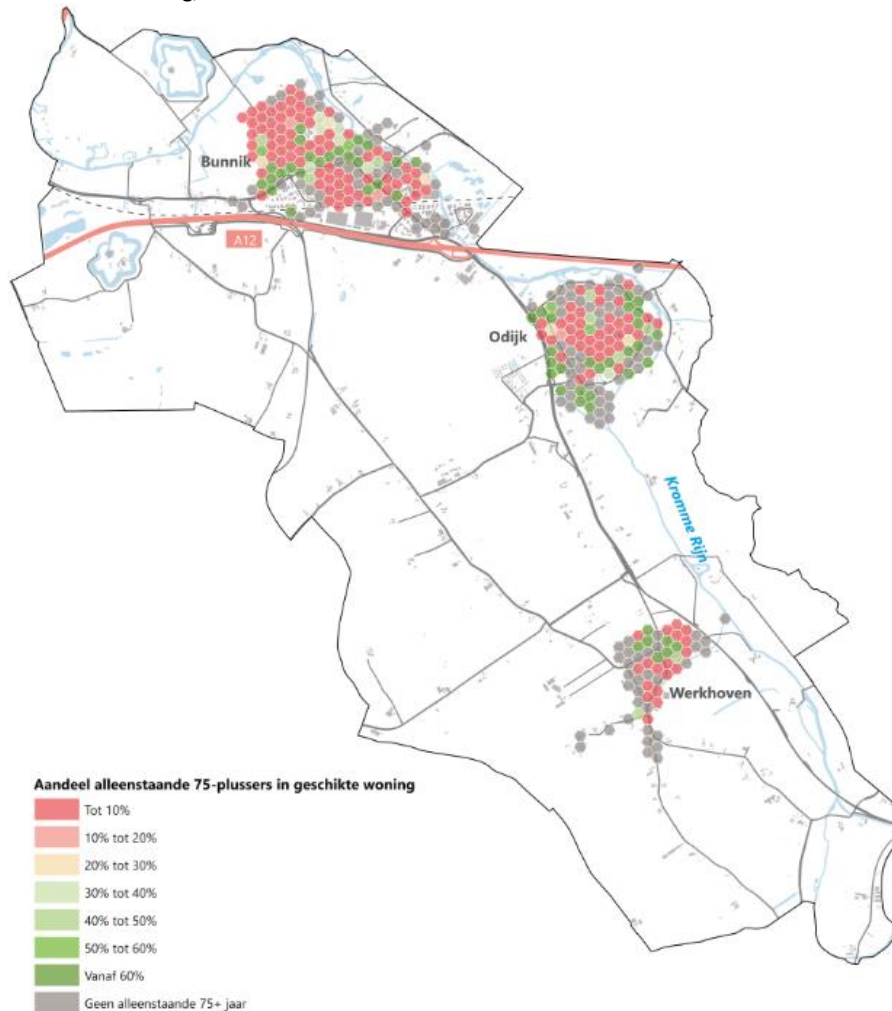 Bunnik
A12
Odijk
Kromme Rijn
Werkhoven
Aandeel alleenstaande 75-plussers in geschikte woning
Tot 10%
10% tot 20%
20% tot 30%
30% tot 40%
40% tot 50%
50% tot 60%
Vanaf 60%
Geen alleenstaande 75+ jaar